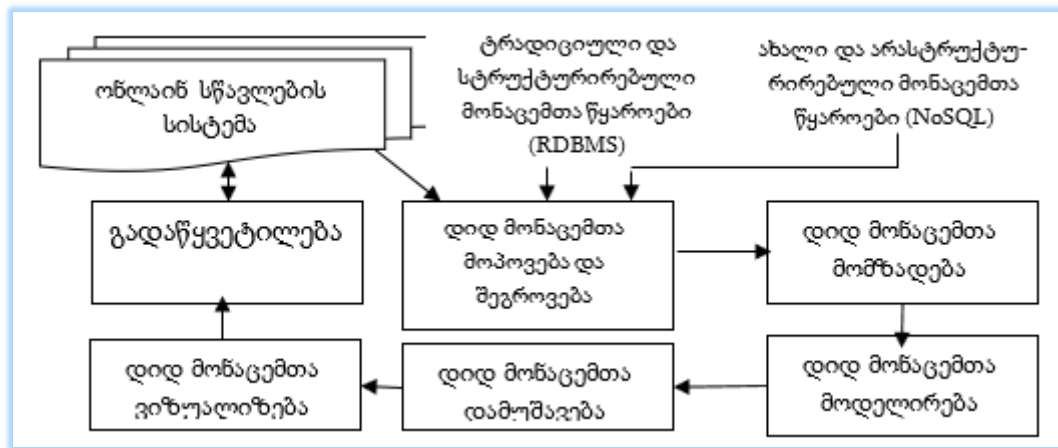 ონლაინ სწავლების
სისტემა
ტრადიციული და
სტრუქტურირებული
მონაცემთა წყაროები
(RDBMS)
ახალი და არასტრუქტუ-
რირებული მონაცემთა
წყაროები (NoSQL)
გადაწყვეტილება
დიდ მონაცემთა
მოპოვება და
შეგროვება
დიდ მონაცემთა
მომზადება
დიდ მონაცემთა
ვიზუალიზება
დიდ მონაცემთა
დამუშავება
დიდ მონაცემთა
მოდელირება